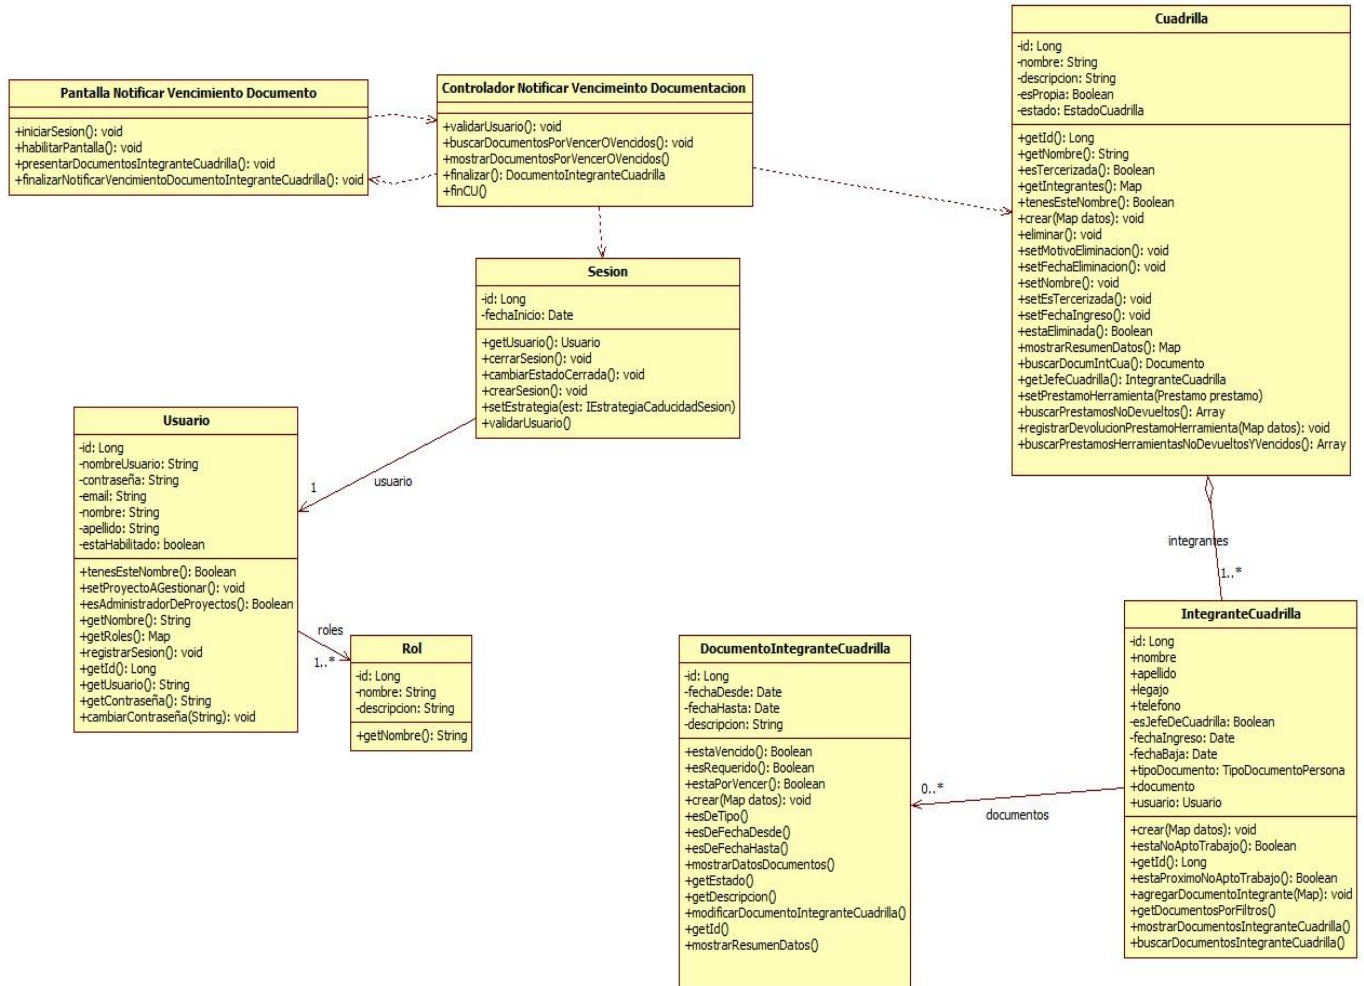 Pantalla Notificar Vencimiento Documento
+iniciarSesion(): void
+habilitarPantalla(): void
+presentarDocumentosIntegranteCuadrilla(): void
+finalizarNotificarVencimientoDocumentoIntegranteCuadrilla(): void
Controlador Notificar Vencimeinto Documentacion
+validarUsuario(): void
+buscarDocumentosPorVencerOVencidos(): void
+mostrarDocumentosPorVencerOVencidos()
+finalizar(): DocumentoIntegranteCuadrilla
+finCU()
Cuadrilla
-id: Long
-nombre: String
-descripcion: String
-esPropia: Boolean
-estado: EstadoCuadrilla
+getId(): Long
+getNombre(): String
+esTercerizada(): Boolean
+getIntegrantes(): Map
+tenesEsteNombre(): Boolean
+crear(Map datos): void
+eliminar(): void
+setMotivoEliminacion(): void
+setFechaEliminacion(): void
+setNombre(): void
+setEsTercerizada(): void
+setFechaIngreso(): void
+estaEliminada(): Boolean
+mostrarResumenDatos(): Map
+buscarDocumIntCua(): Documento
+getJefeCuadrilla(): IntegranteCuadrilla
+setPrestamoHerramienta(Prestamo prestamo)
+buscarPrestamosNoDevueltos(): Array
+registrarDevolucionPrestamoHerramienta(Map datos): void
+buscarPrestamosHerramientasNoDevueltosYVencidos(): Array
Sesion
-id: Long
-fechaInicio: Date
+getUsuario(): Usuario
+cerrarSesion(): void
+cambiarEstadoCerrada(): void
+crearSesion(): void
+setEstrategia(est: IEstrategiaCaducidadSesion)
+validarUsuario()
1
usuario
Usuario
-id: Long
-nombreUsuario: String
-contraseña: String
-email: String
-nombre: String
-apellido: String
-estaHabilitado: boolean
+tenesEsteNombre(): Boolean
+setProyectoAGestionar(): void
+esAdministradorDeProyectos(): Boolean
+getNombre(): String
+getRoles(): Map
+registrarSesion(): void
+getId(): Long
+getUsuario(): String
+getContraseña(): String
+cambiarContraseña(String): void
roles
1..*
Rol
-id: Long
-nombre: String
-descripcion: String
+getNombre(): String
integrantes
1..*
DocumentoIntegranteCuadrilla
-id: Long
-fechaDesde: Date
-fechaHasta: Date
-descripcion: String
+estaVencido(): Boolean
+esRequerido(): Boolean
+estaPorVencer(): Boolean
+crear(Map datos): void
+esDeTipo()
+esDeFechaDesde()
+esDeFechaHasta()
+mostrarDatosDocumentos()
+getEstado()
+getDescripcion()
+modificarDocumentoIntegranteCuadrilla()
+getId()
+mostrarResumenDatos()
0..*
documentos
IntegranteCuadrilla
-id: Long
+nombre
+apellido
+legajo
+telefono
-esJefeDeCuadrilla: Boolean
-fechaIngreso: Date
-fechaBaja: Date
+tipoDocumento: TipoDocumentoPersona
+documento
+usuario: Usuario
+crear(Map datos): void
+estaNoAptoTrabajo(): Boolean
+getId(): Long
+estaProximoNoAptoTrabajo(): Boolean
+agregarDocumentoIntegrante(Map): void
+getDocumentosPorFiltros()
+mostrarDocumentosIntegranteCuadrilla()
+buscarDocumentosIntegranteCuadrilla()